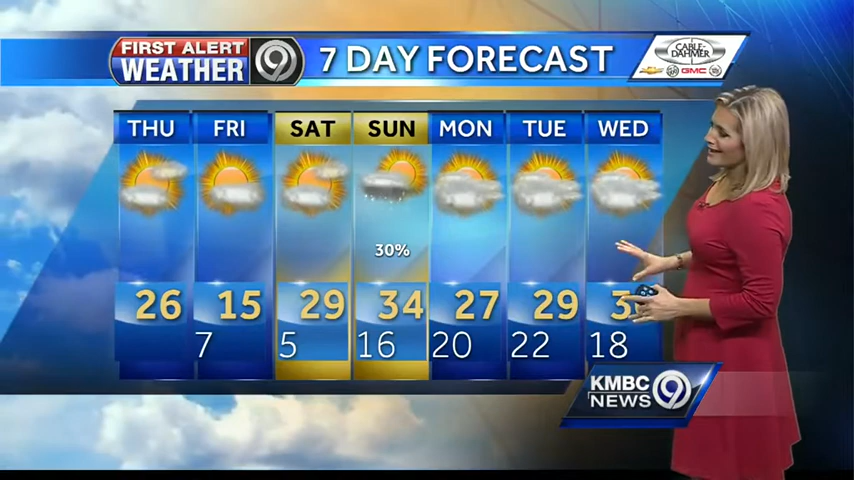 FIRST ALERT
WEATHER 9
7 DAY FORECAST
CABLE-DAHMER
GMC
THU FRI SAT SUN MON TUE WED
30%
26 15 29 34 27 29
7 5 16 20 22 18
KMBC 9
NEWS